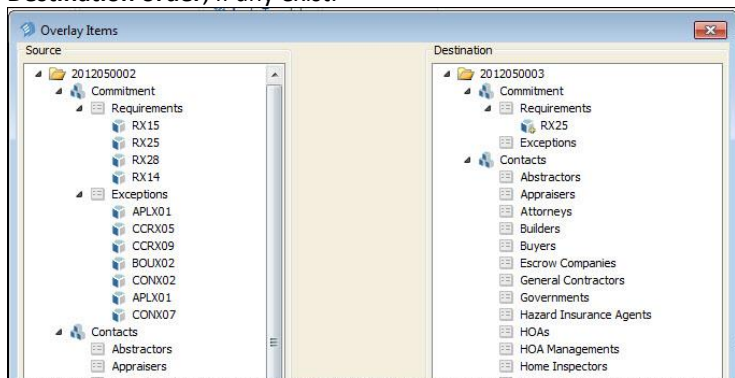 Destination order, if any exist.
Overlay Items
Source
2012050002
Commitment
Requirements
RX15
RX25
RX28
RX14
Exceptions
APLX01
CCRX05
CCRX09
BOUX02
CONX02
APLX01
CONX07
Contacts
Abstractors
Appraisers
Destination
2012050003
Commitment
Requirements
RX25
Exceptions
Contacts
Abstractors
Appraisers
Attorneys
Builders
Buyers
Escrow Companies
General Contractors
Governments
Hazard Insurance Agents
HOAs
HOA Managements
Home Inspectors